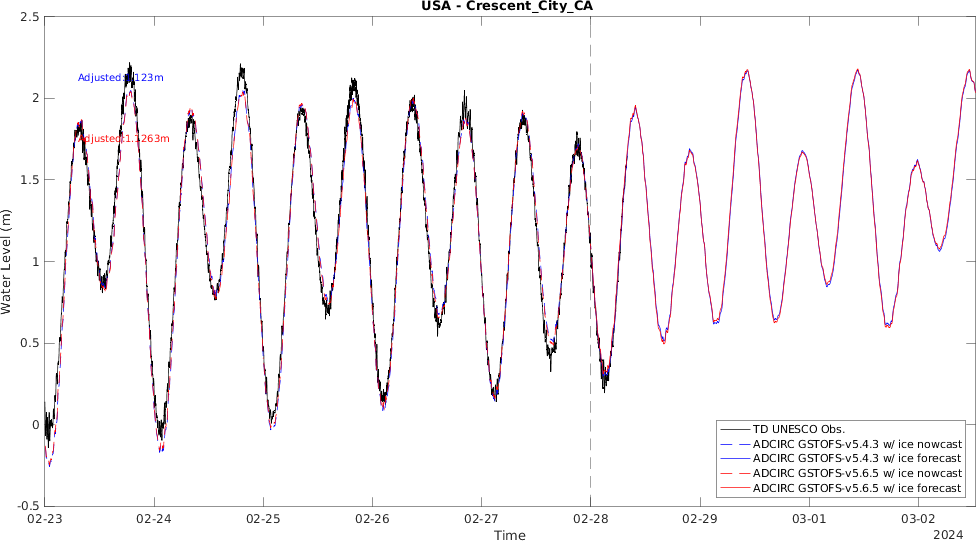 USA - Crescent_City_CA
2.5
2
1.5
1
0.5
0
-0.5
Water Level (m)
Adjusted: 123m
Adjusted:1.1263m
02-23
02-24
02-25
02-26
02-27
02-28
02-29
03-01
03-02
Time
2024
TD UNESCO Obs.
ADCIRC GSTOFS-v5.4.3 w/ ice nowcast
ADCIRC GSTOFS-v5.4.3 w/ ice forecast
ADCIRC GSTOFS-v5.6.5 w/ ice nowcast
ADCIRC GSTOFS-v5.6.5 w/ ice forecast